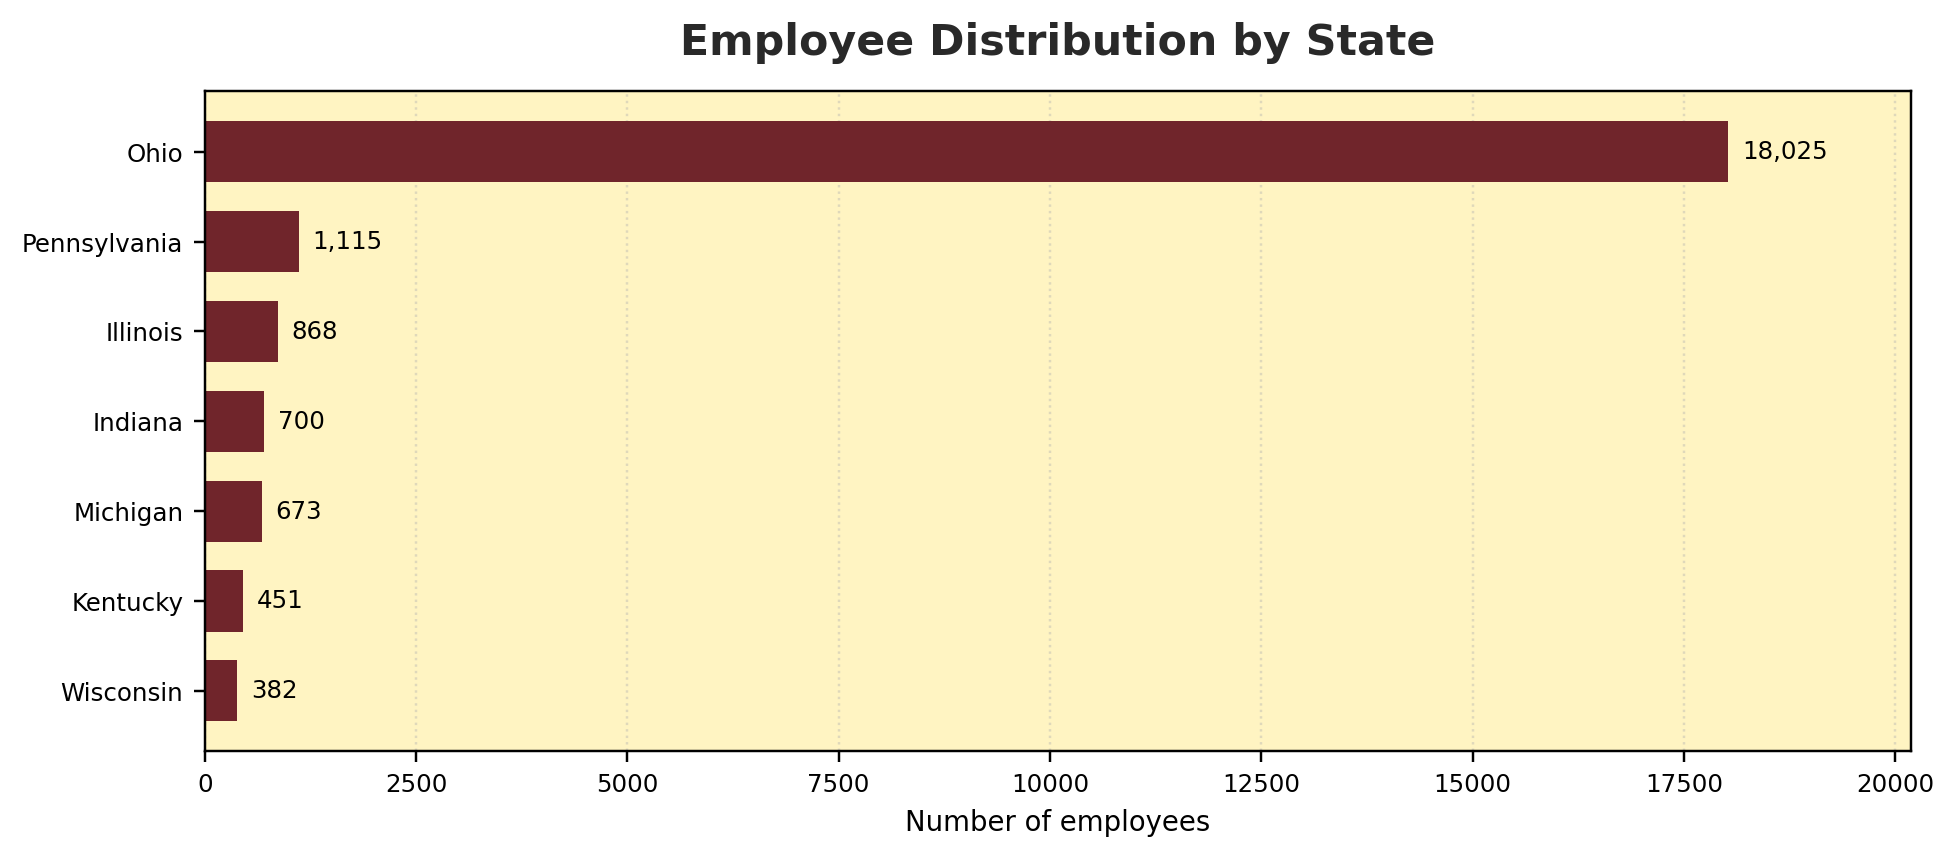 Employee Distribution by State
Ohio 18,025
Pennsylvania 1,115
Illinois 868
Indiana 700
Michigan 673
Kentucky 451
Wisconsin 382
0 2500 5000 7500 10000 12500 15000 17500 20000
Number of employees